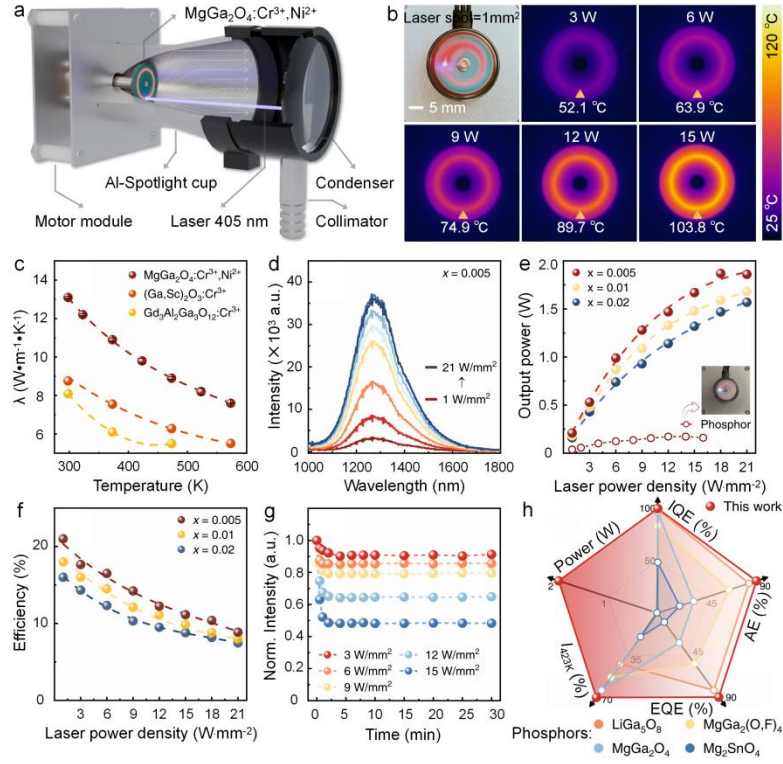 a
MgGa₂O₄:Cr³⁺,Ni²⁺
Al-Spotlight cup
Condenser
Motor module
Laser 405 nm
Collimator
b
Laser spot=1mm²
5 mm
3 W
52.1 °C
6 W
63.9 °C
9 W
74.9 °C
12 W
89.7 °C
15 W
103.8 °C
120 °C
25 °C
c
MgGa₂O₄:Cr³⁺,Ni²⁺
(Ga,Sc)₂O₃:Cr³⁺
Gd₃Al₂Ga₃O₁₂:Cr³⁺
λ (W•m⁻¹•K⁻¹)
14
12
10
8
6
300 400 500 600
Temperature (K)
d
x = 0.005
21 W/mm²
↑
1 W/mm²
Intensity (×10³ a.u.)
40
30
20
10
0
1000 1200 1400 1600 1800
Wavelength (nm)
e
x = 0.005
x = 0.01
x = 0.02
Phosphor
Output power (W)
2.0
1.5
1.0
0.5
0
3 6 9 12 15 18 21
Laser power density (W·mm-2)
f
x = 0.005
x = 0.01
x = 0.02
Efficiency (%)
20
10
0
3 6 9 12 15 18 21
Laser power density (W·mm-2)
g
Norm. Intensity (a.u.)
1.0
0.8
0.6
0.4
0.2
0
3 W/mm²
6 W/mm²
9 W/mm²
12 W/mm²
15 W/mm²
0 5 10 15 20 25 30
Time (min)
h
This work
100
IQE (%)
50
Power (W)
2
1
90
45
AE (%)
I423K (%)
70
35
EQE (%)
45
90
Phosphors:
LiGa₅O₈
MgGa₂(O,F)₄
MgGa₂O₄
Mg₂SnO₄